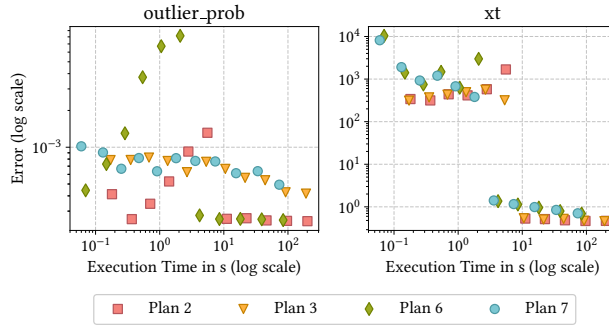 outlier_prob
xt
Error (log scale)
10⁻³
10⁴
10³
10²
10¹
10⁰
10⁻¹ 10⁰ 10¹ 10²
10⁻¹ 10⁰ 10¹ 10²
Execution Time in s (log scale)
Execution Time in s (log scale)
Plan 2 Plan 3 Plan 6 Plan 7